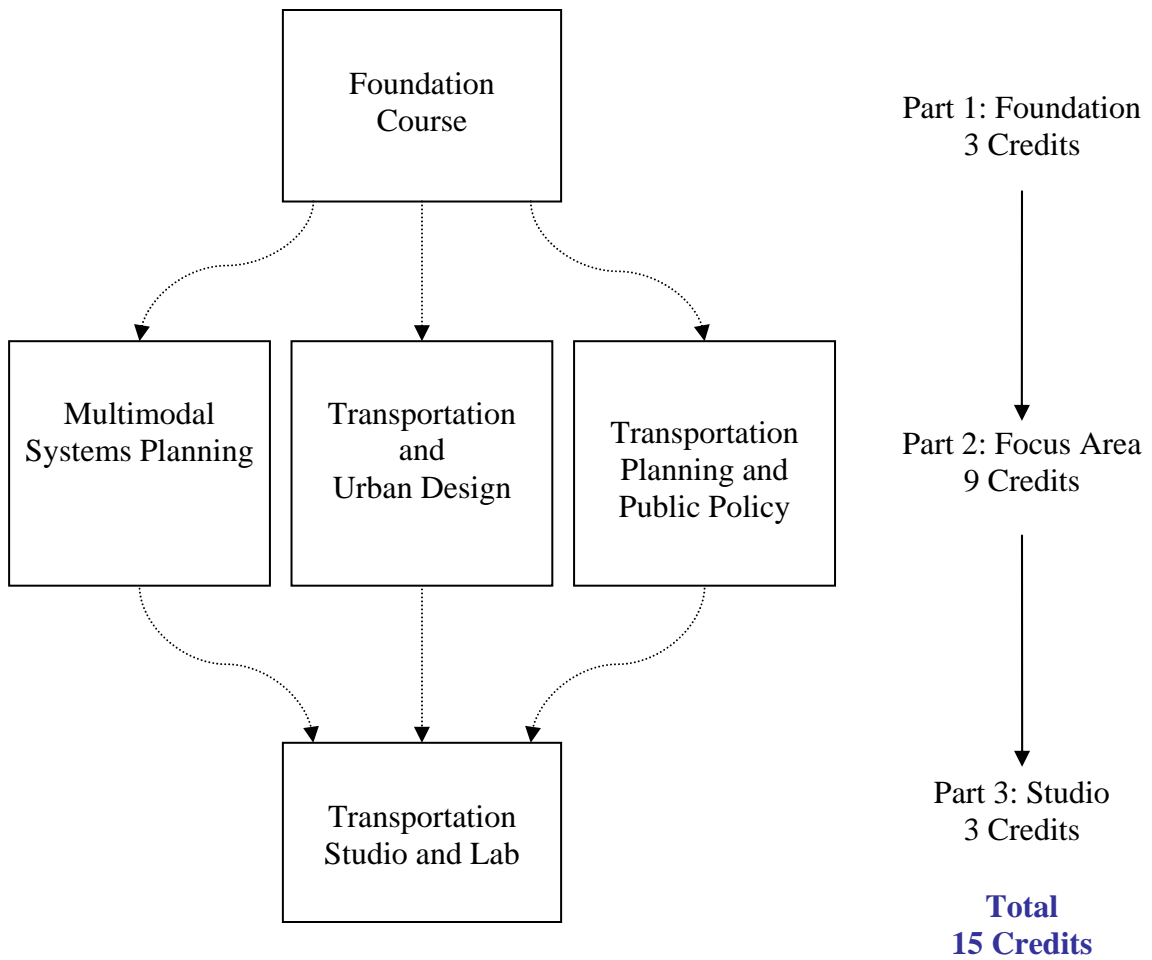 Foundation
Course
Part 1: Foundation
3 Credits
Multimodal
Systems Planning
Transportation
and
Urban Design
Transportation
Planning and
Public Policy
Part 2: Focus Area
9 Credits
Transportation
Studio and Lab
Part 3: Studio
3 Credits
Total
15 Credits